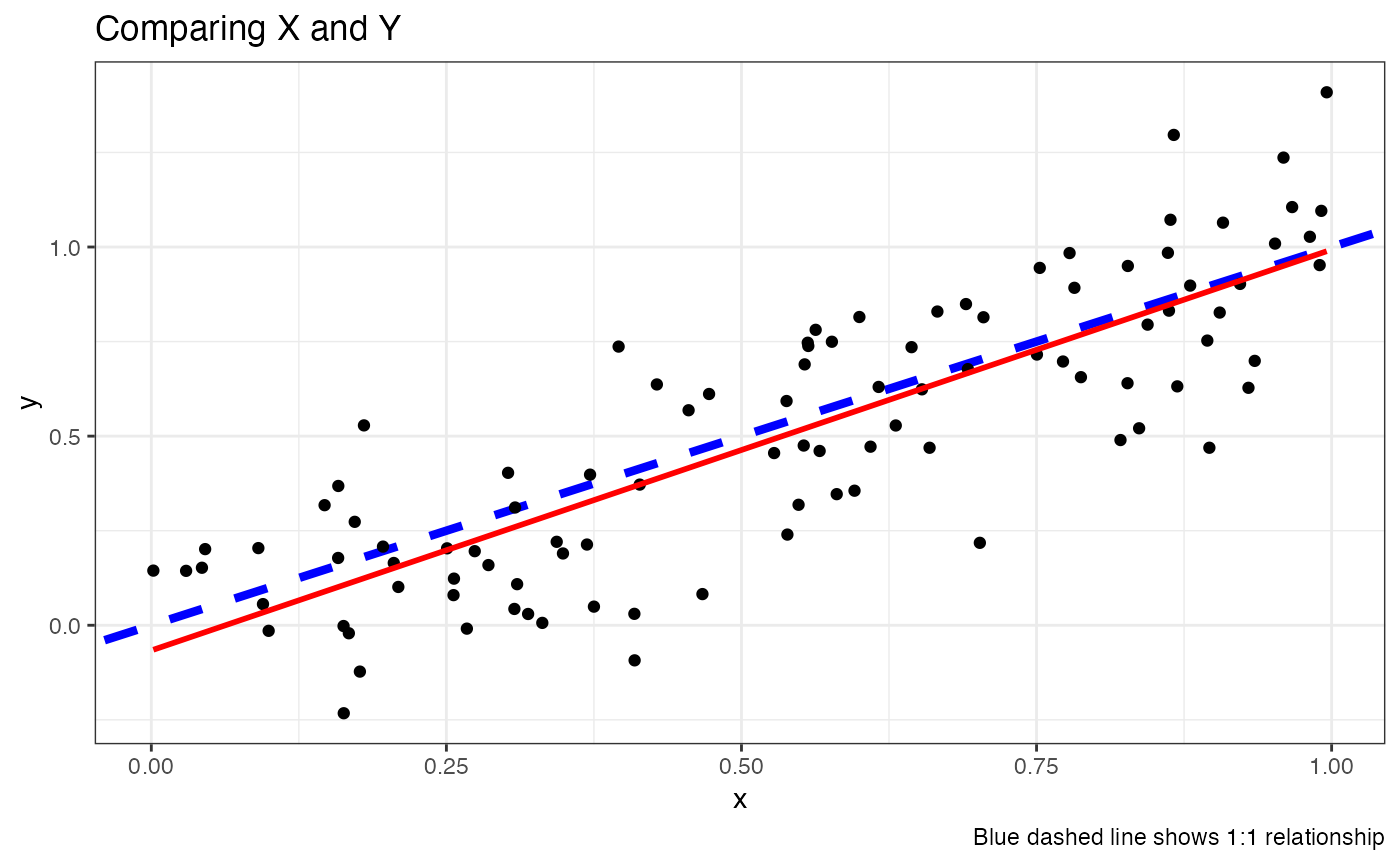 Comparing X and Y
1.0
0.5
0.0
y
0.00 0.25 0.50 0.75 1.00
x
Blue dashed line shows 1:1 relationship